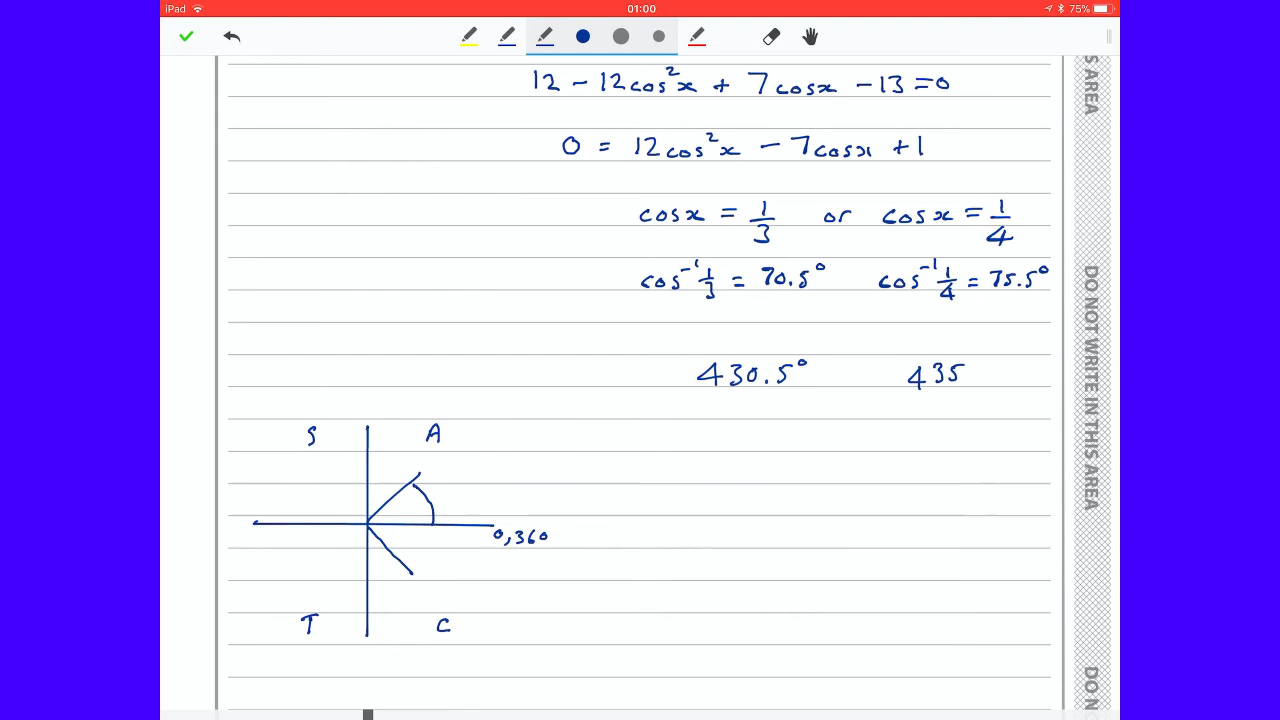 iPad 01:00 75%
12 - 12cos²x + 7cosx - 13 = 0
0 = 12cos²x - 7cosx + 1
cosx = 1/3 or cosx = 1/4
cos⁻¹ 1/3 = 70.5° cos⁻¹ 1/4 = 75.5°
430.5° 435
S A
0,360
T C
S AREA
DO NOT WRITE IN THIS AREA
DO NO